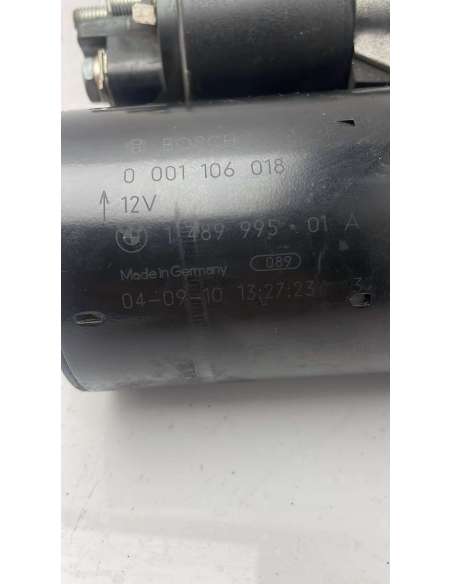 BOSCH
0 001 106 018
12V
1 489 995 · 01 A
Made in Germany
089
04-09-10 13:27:23